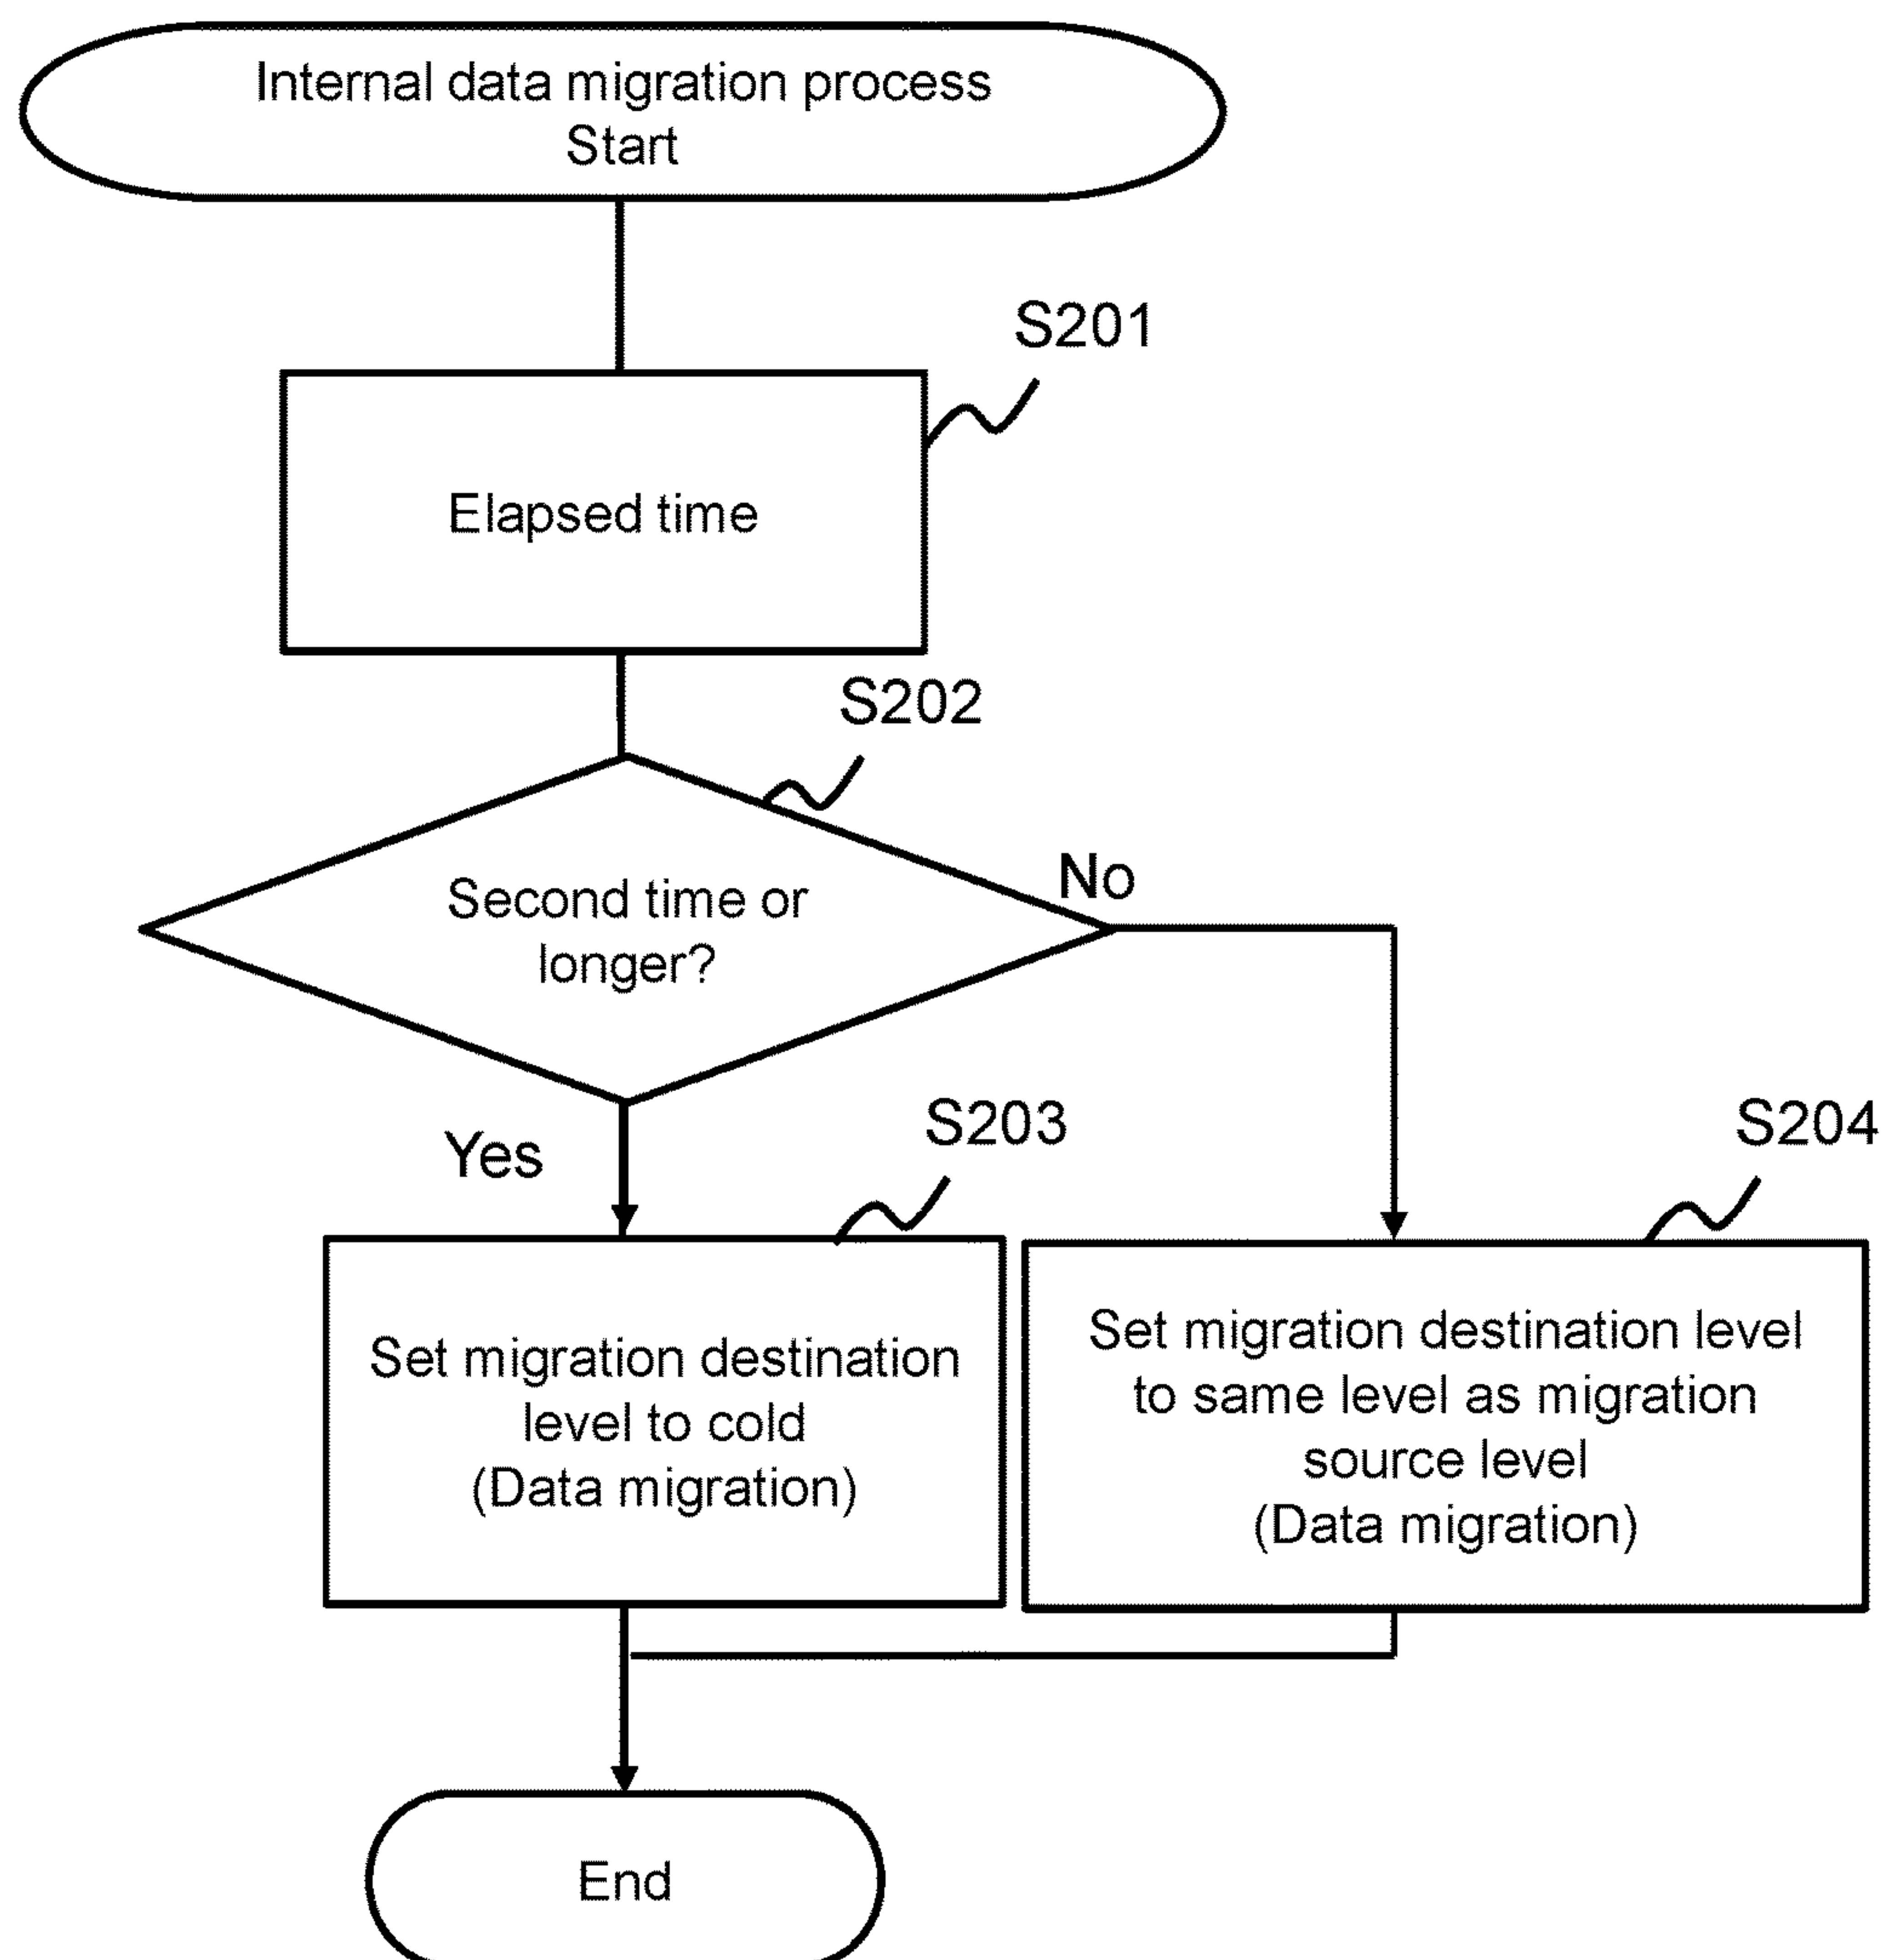 Internal data migration process
Start
S201
Elapsed time
S202
Second time or
longer?
No
Yes
S203
S204
Set migration destination
level to cold
(Data migration)
Set migration destination level
to same level as migration
source level
(Data migration)
End